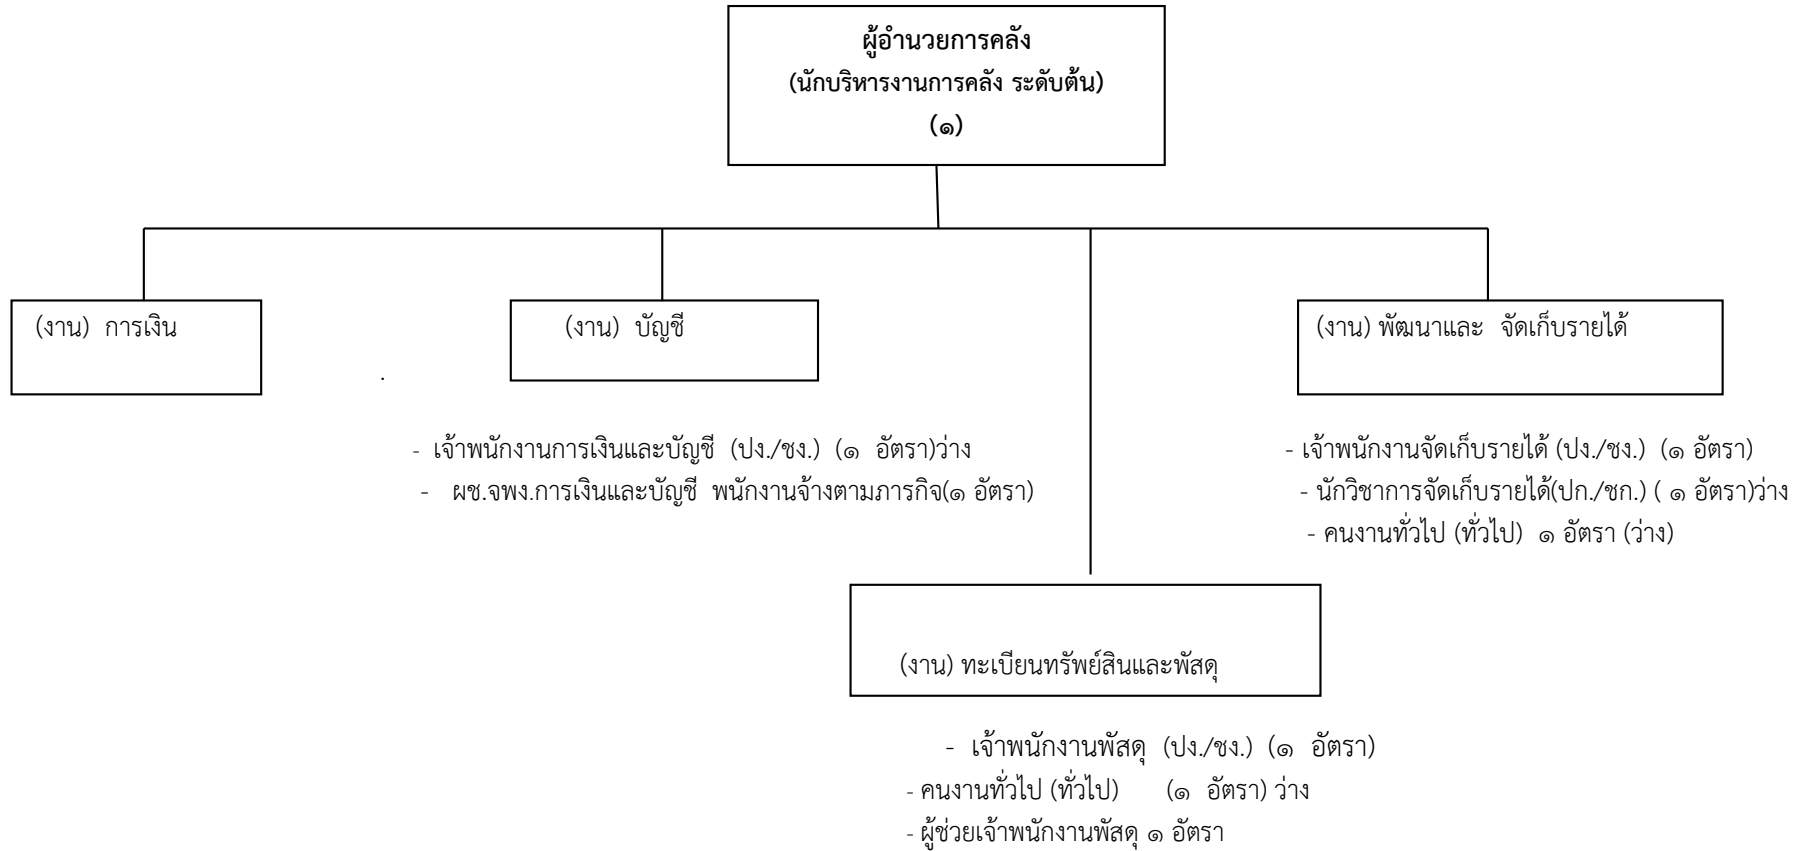 ผู้อำนวยการคลัง
(นักบริหารงานการคลัง ระดับต้น)
(๑)
(งาน) การเงิน
(งาน) บัญชี
(งาน) พัฒนาและ จัดเก็บรายได้
- เจ้าพนักงานการเงินและบัญชี (ปง./ชง.) (๑ อัตรา)ว่าง
- ผช.จพง.การเงินและบัญชี พนักงานจ้างตามภารกิจ(๑ อัตรา)
- เจ้าพนักงานจัดเก็บรายได้ (ปง./ชง.) (๑ อัตรา)
- นักวิชาการจัดเก็บรายได้(ปก./ชก.) ( ๑ อัตรา)ว่าง
- คนงานทั่วไป (ทั่วไป) ๑ อัตรา (ว่าง)
(งาน) ทะเบียนทรัพย์สินและพัสดุ
- เจ้าพนักงานพัสดุ (ปง./ชง.) (๑ อัตรา)
- คนงานทั่วไป (ทั่วไป) (๑ อัตรา) ว่าง
- ผู้ช่วยเจ้าพนักงานพัสดุ ๑ อัตรา